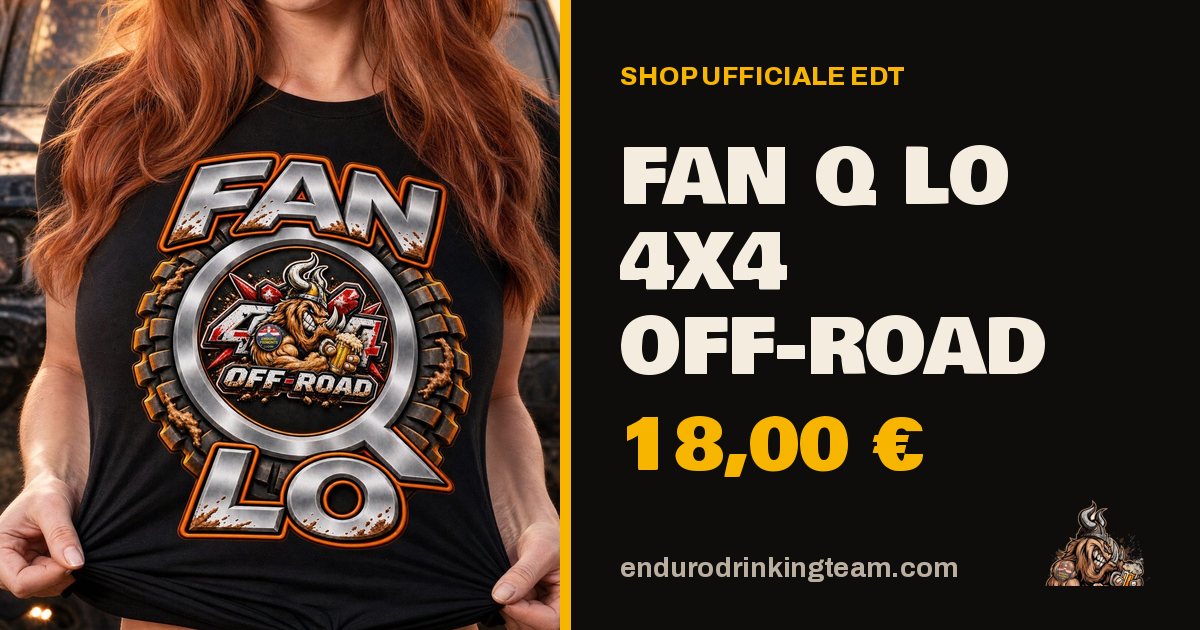 FAN
Q
4X4
OFF-ROAD
LO
SHOP UFFICIALE EDT
FAN Q LO
4X4
OFF-ROAD
18,00 €
endurodrinkingteam.com